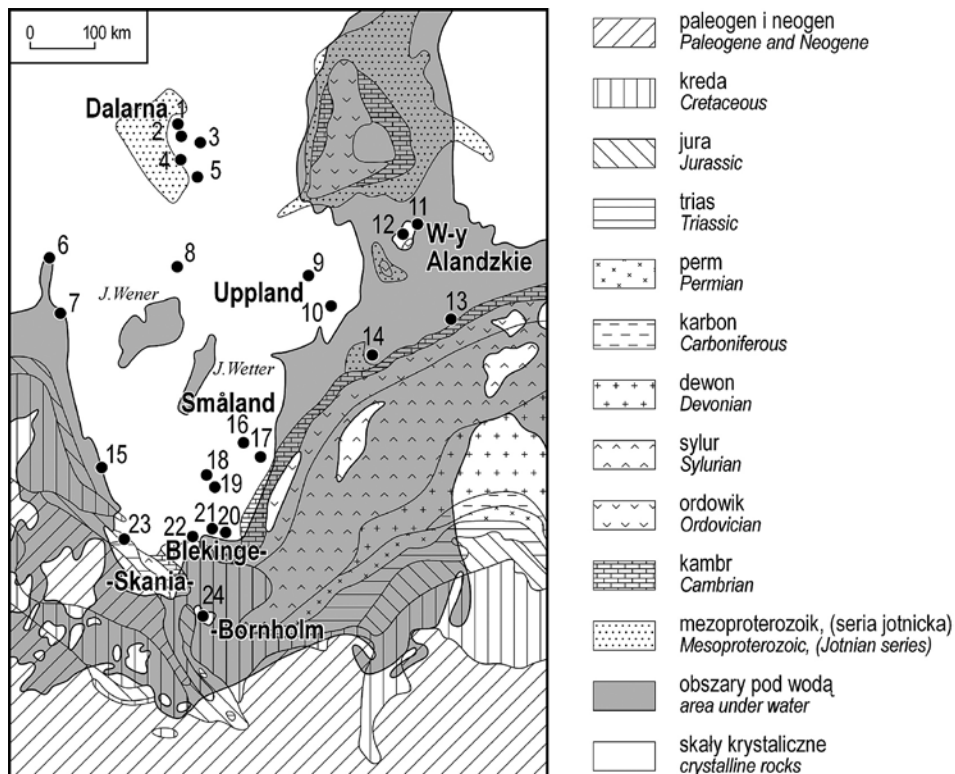 0 100 km
Dalarna 1
2 3
4 5
6
7
8
J. Wener
9
Uppland
10
11
12
W-y
Alandzkie
13
14
J. Wetter
Småland
16
17
15
18
19
23
22
21
20
Blekinge-
-Skania-
24
-Bornholm
paleogen i neogen
Paleogene and Neogene
kreda
Cretaceous
jura
Jurassic
trias
Triassic
perm
Permian
karbon
Carboniferous
dewon
Devonian
sylur
Sylurian
ordowik
Ordovician
kambr
Cambrian
mezoproterozoik, (seria jotnicka)
Mesoproterozoic, (Jotnian series)
obszary pod wodą
area under water
skały krystaliczne
crystalline rocks